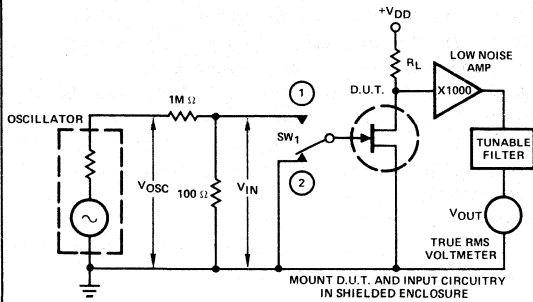 +VDD
RL
LOW NOISE
AMP
D.U.T.
X1000
1
1M Ω
OSCILLATOR
SW1
TUNABLE
FILTER
VOSC
100 Ω
VIN
2
VOUT
TRUE RMS
VOLTMETER
MOUNT D.U.T. AND INPUT CIRCUITRY
IN SHIELDED ENCLOSURE